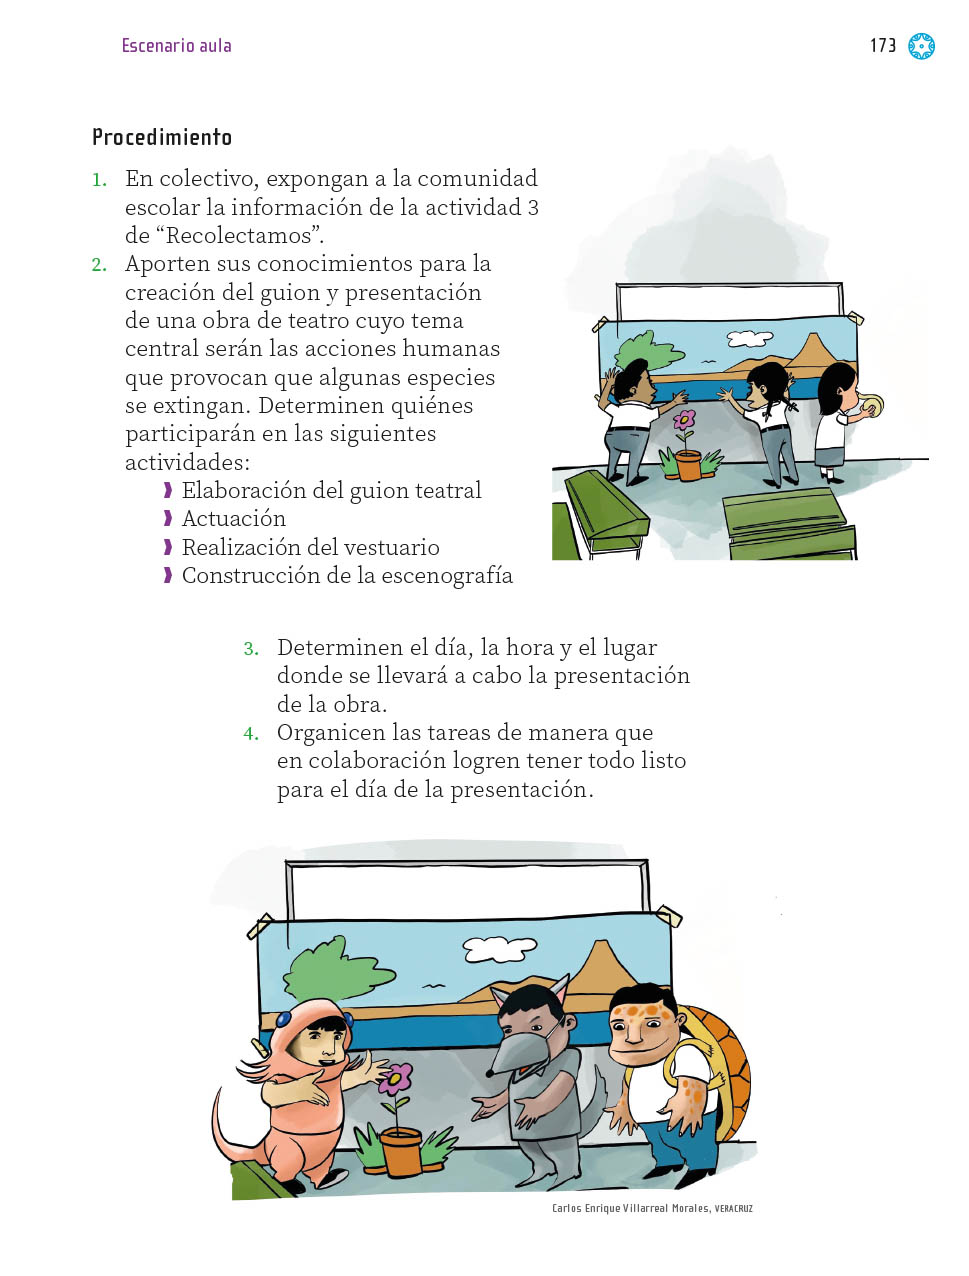 Escenario aula
173
Procedimiento
1. En colectivo, expongan a la comunidad
escolar la información de la actividad 3
de “Recolectamos”.
2. Aporten sus conocimientos para la
creación del guion y presentación
de una obra de teatro cuyo tema
central serán las acciones humanas
que provocan que algunas especies
se extingan. Determinen quiénes
participarán en las siguientes
actividades:
Elaboración del guion teatral
Actuación
Realización del vestuario
Construcción de la escenografía
3. Determinen el día, la hora y el lugar
donde se llevará a cabo la presentación
de la obra.
4. Organicen las tareas de manera que
en colaboración logren tener todo listo
para el día de la presentación.
Carlos Enrique Villarreal Morales, VERACRUZ